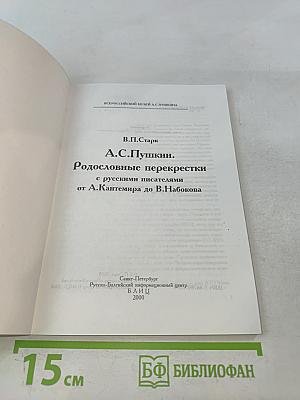 ВСЕРОССИЙСКИЙ МУЗЕЙ А.С.ПУШКИНА
В.П.Старк
А.С.Пушкин.
Родословные перекрестки
с русскими писателями
от А.Кантемира до В.Набокова
Санкт-Петербург
Русско-Балтийский информационный центр
БЛИЦ
2000
15 см
БФ БИБЛИОФАН